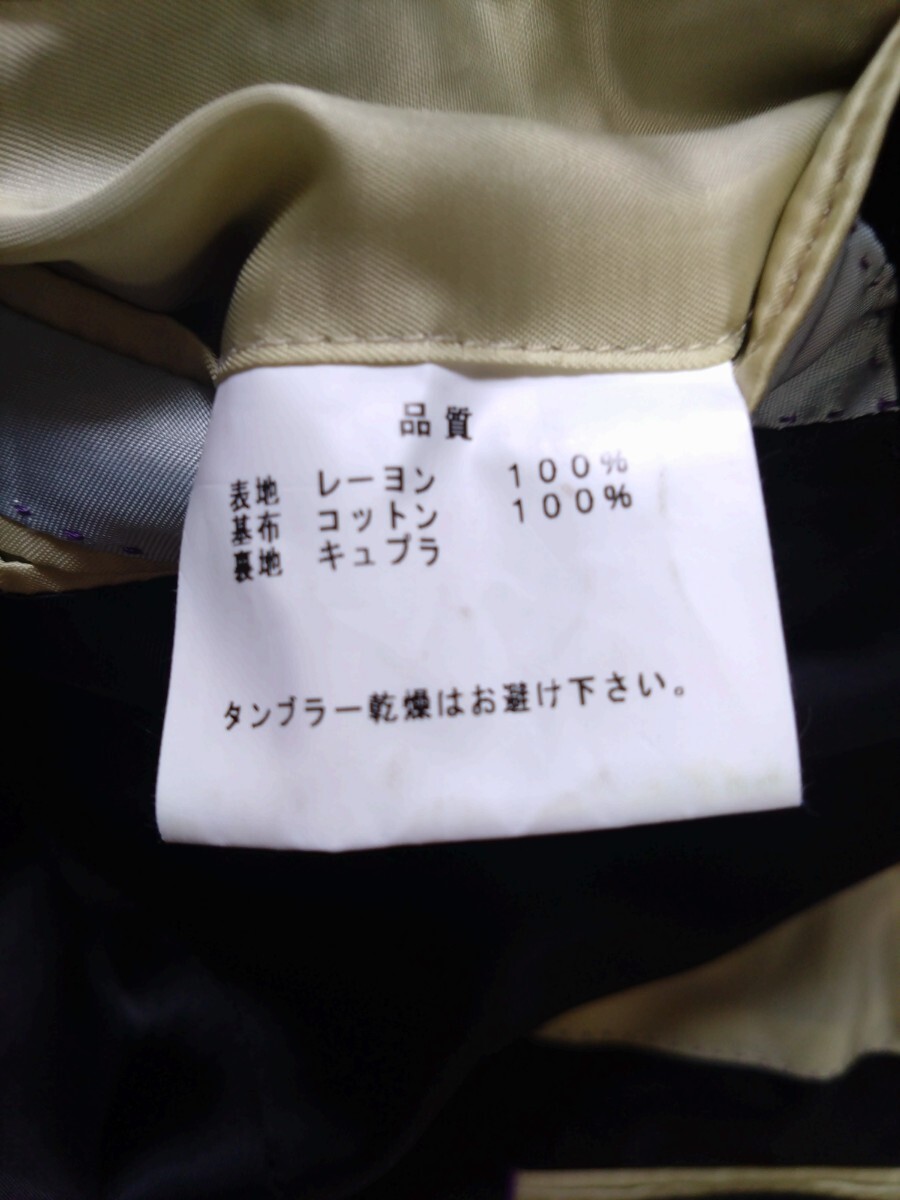 品質
表地 レーヨン 100%
基布 コットン 100%
裏地 キュプラ
タンブラー乾燥はお避け下さい。